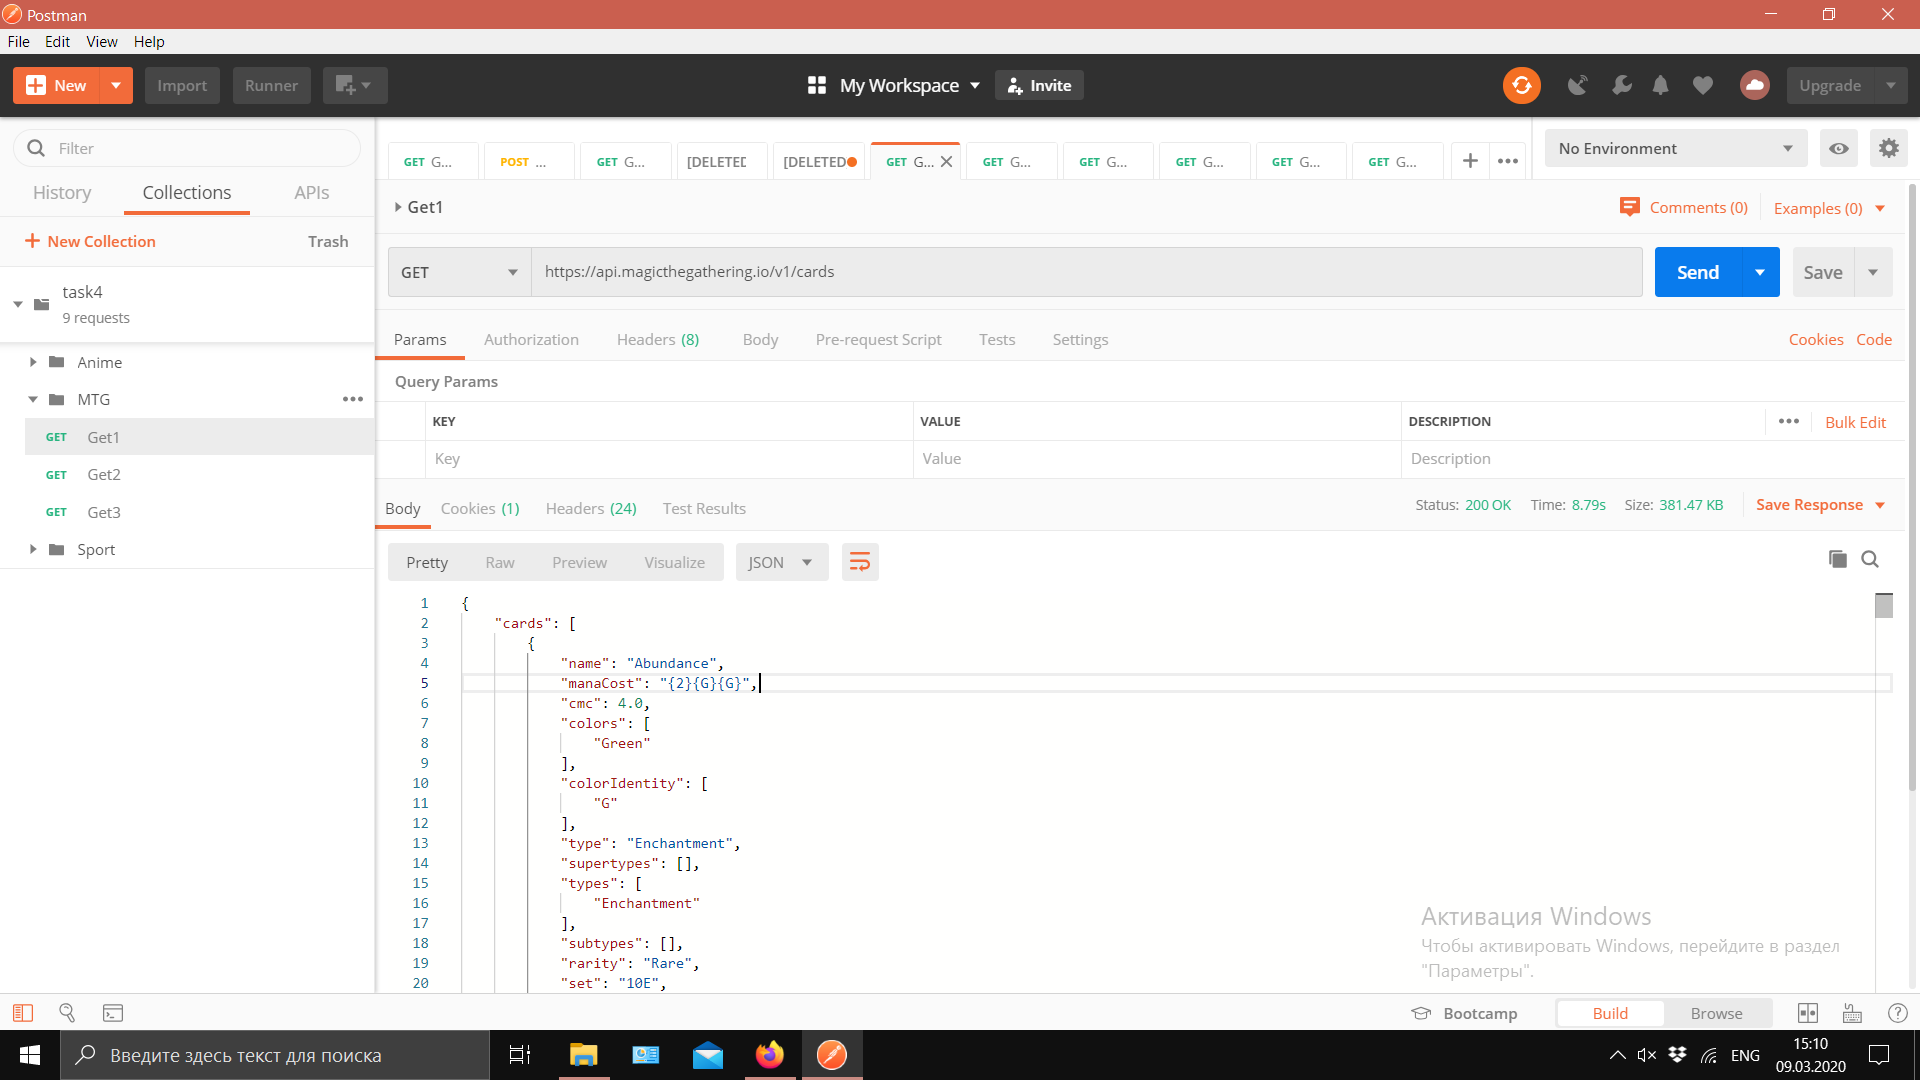 Postman
File Edit View Help
New Import Runner My Workspace Invite Upgrade
Filter
History Collections APIs
New Collection Trash
task4
9 requests
Anime
MTG
GET Get1
GET Get2
GET Get3
Sport
GET G... POST ... GET G... [DELETED [DELETED GET G... GET G... GET G... GET G... GET G... GET G...
No Environment
Get1
Comments (0) Examples (0)
GET https://api.magicthegathering.io/v1/cards Send Save
Params Authorization Headers (8) Body Pre-request Script Tests Settings Cookies Code
Query Params
KEY VALUE DESCRIPTION Bulk Edit
Key Value Description
Body Cookies (1) Headers (24) Test Results Status: 200 OK Time: 8.79s Size: 381.47 KB Save Response
Pretty Raw Preview Visualize JSON
1 {
2 "cards": [
3 {
4 "name": "Abundance",
5 "manaCost": "{2}{G}{G}",
6 "cmc": 4.0,
7 "colors": [
8 "Green"
9 ],
10 "colorIdentity": [
11 "G"
12 ],
13 "type": "Enchantment",
14 "supertypes": [],
15 "types": [
16 "Enchantment"
17 ],
18 "subtypes": [],
19 "rarity": "Rare",
20 "set": "10E",
Активация Windows
Чтобы активировать Windows, перейдите в раздел
"Параметры".
Bootcamp Build Browse
Введите здесь текст для поиска
ENG
15:10
09.03.2020